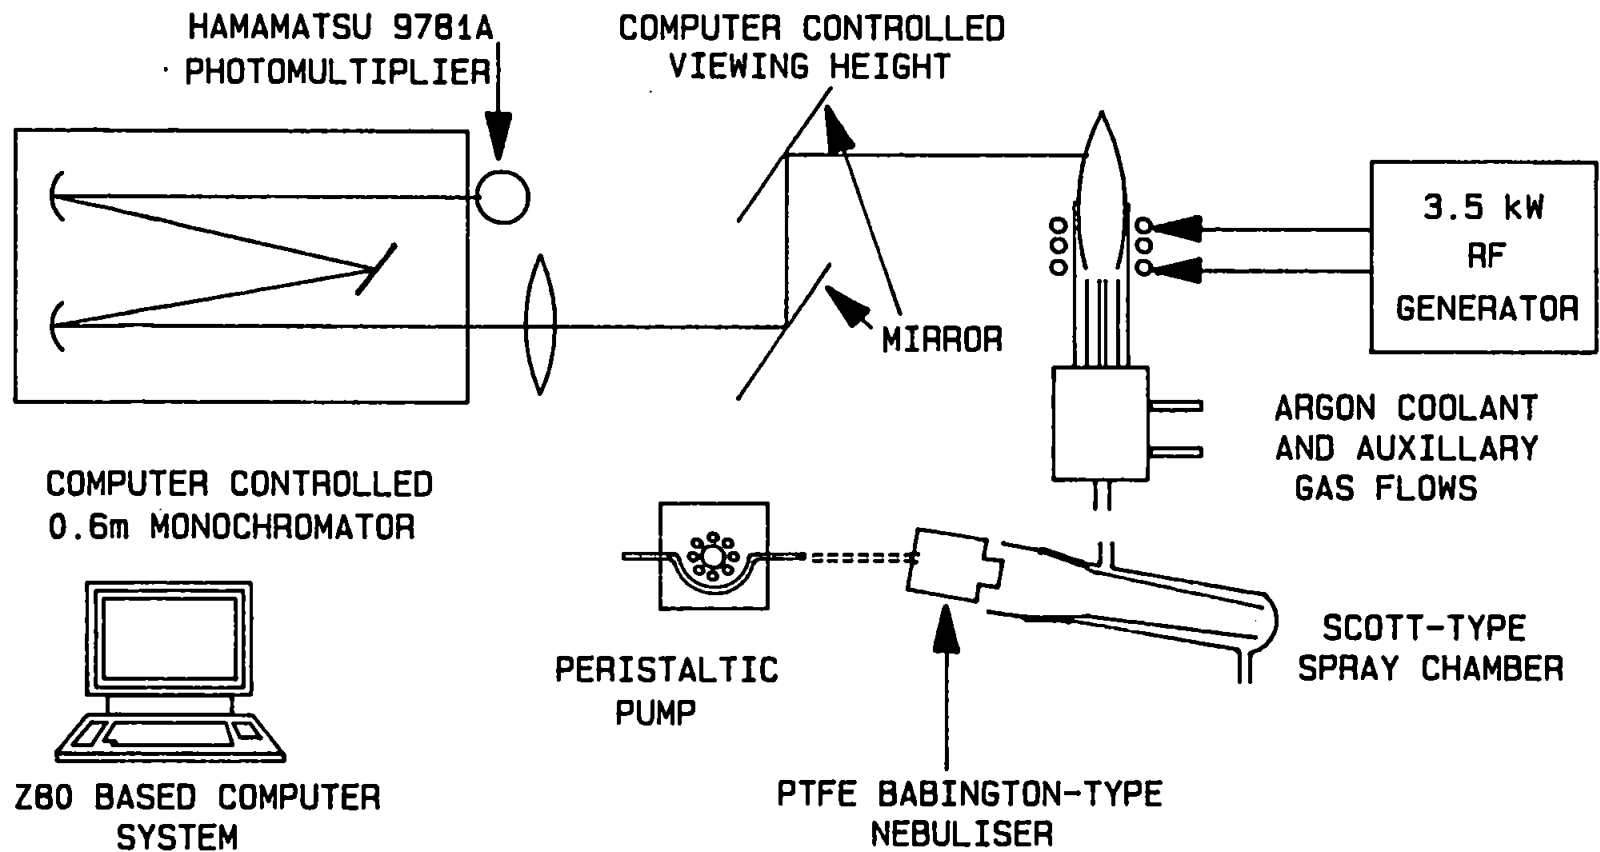 HAMAMATSU 9781A
PHOTOMULTIPLIER
COMPUTER CONTROLLED
VIEWING HEIGHT
3.5 kW
RF
GENERATOR
MIRROR
ARGON COOLANT
AND AUXILLARY
GAS FLOWS
COMPUTER CONTROLLED
0.6m MONOCHROMATOR
PERISTALTIC
PUMP
SCOTT-TYPE
SPRAY CHAMBER
Z80 BASED COMPUTER
SYSTEM
PTFE BABINGTON-TYPE
NEBULISER